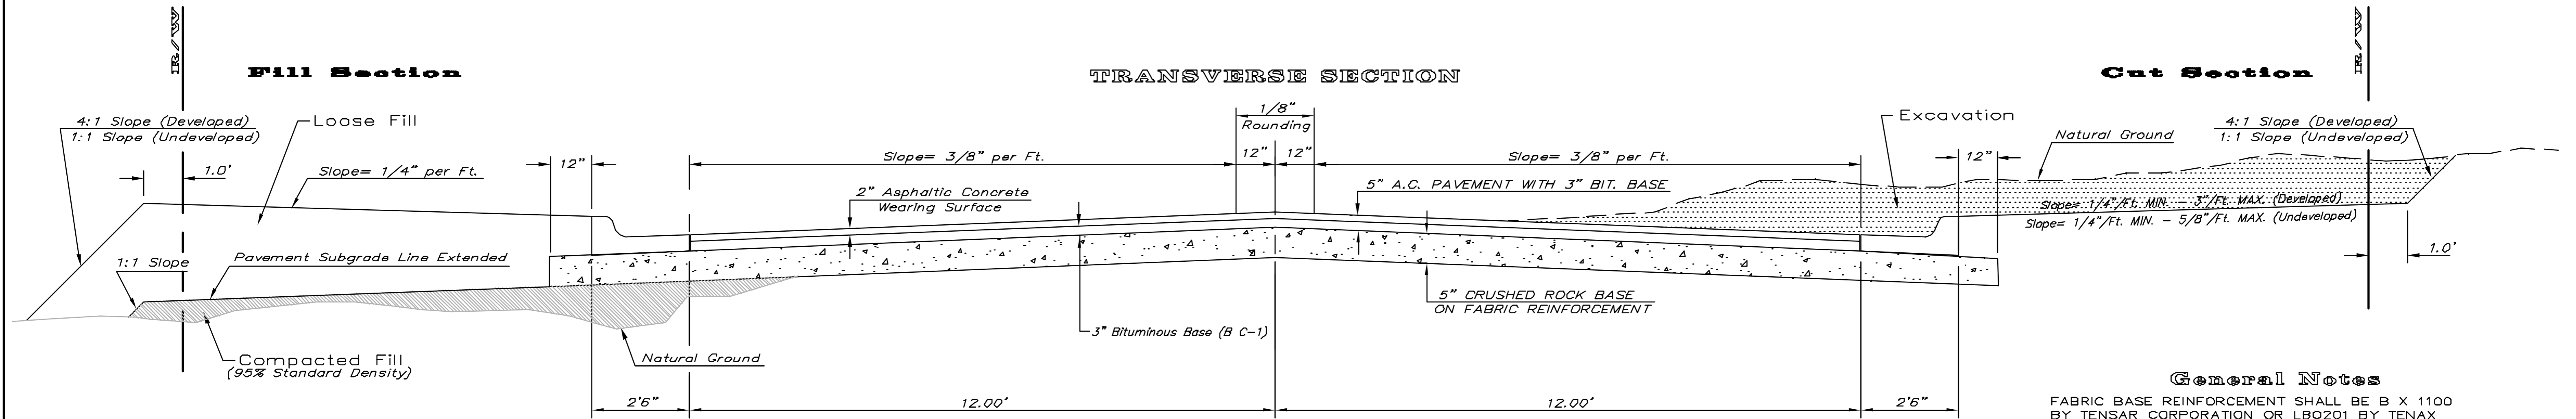 R/W
R/W
Fill Section
TRANSVERSE SECTION
Cut Section
4:1 Slope (Developed)
1:1 Slope (Undeveloped)
Loose Fill
1/8"
Rounding
Excavation
4:1 Slope (Developed)
1:1 Slope (Undeveloped)
Natural Ground
1.0'
Slope= 1/4" per Ft.
12"
Slope= 3/8" per Ft.
12"
12"
Slope= 3/8" per Ft.
12"
2" Asphaltic Concrete
Wearing Surface
5" A.C. PAVEMENT WITH 3" BIT. BASE
Slope= 1/4"/Ft. MIN. - 3"/Ft. MAX. (Developed)
Slope= 1/4"/Ft. MIN. - 5/8"/Ft. MAX. (Undeveloped)
1.0'
1:1 Slope
Pavement Subgrade Line Extended
5" CRUSHED ROCK BASE
ON FABRIC REINFORCEMENT
3" Bituminous Base (B C-1)
Compacted Fill
(95% Standard Density)
Natural Ground
2'6"
12.00'
12.00'
2'6"
General Notes
FABRIC BASE REINFORCEMENT SHALL BE B X 1100
BY TENSAR CORPORATION OR LBO201 BY TENAX